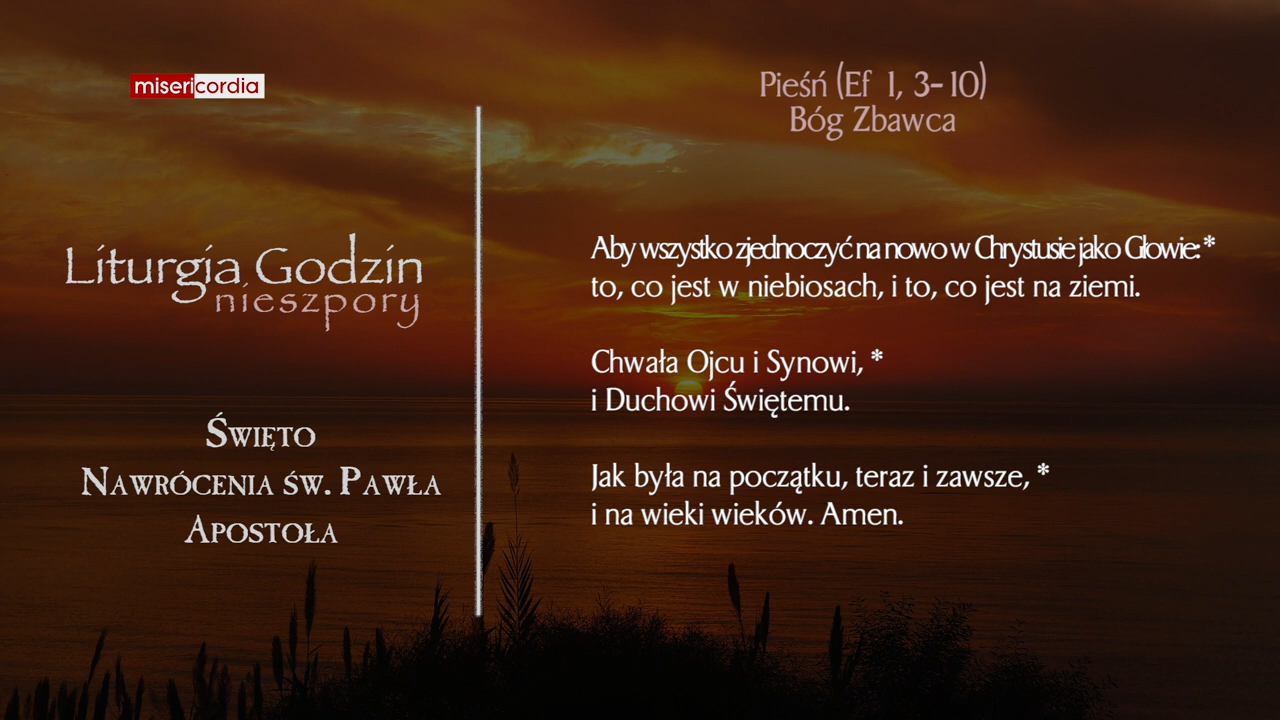 misericordia
Liturgia Godzin
nieszpory
Święto
Nawrócenia św. Pawła
Apostoła
Pieśń (Ef 1, 3-10)
Bóg Zbawca
Aby wszystko zjednoczyć na nowo w Chrystusie jako Głowie: *
to, co jest w niebiosach, i to, co jest na ziemi.
Chwała Ojcu i Synowi, *
i Duchowi Świętemu.
Jak była na początku, teraz i zawsze, *
i na wieki wieków. Amen.